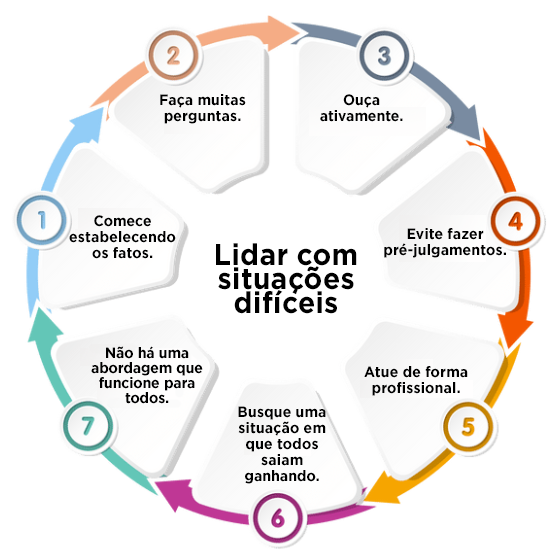 Lidar com
situações
difíceis
1
Comece
estabelecendo
os fatos.
2
Faça muitas
perguntas.
3
Ouça
ativamente.
4
Evite fazer
pré-julgamentos.
5
Atue de forma
profissional.
6
Busque uma
situação em
que todos
saiam
ganhando.
7
Não há uma
abordagem que
funcione para
todos.